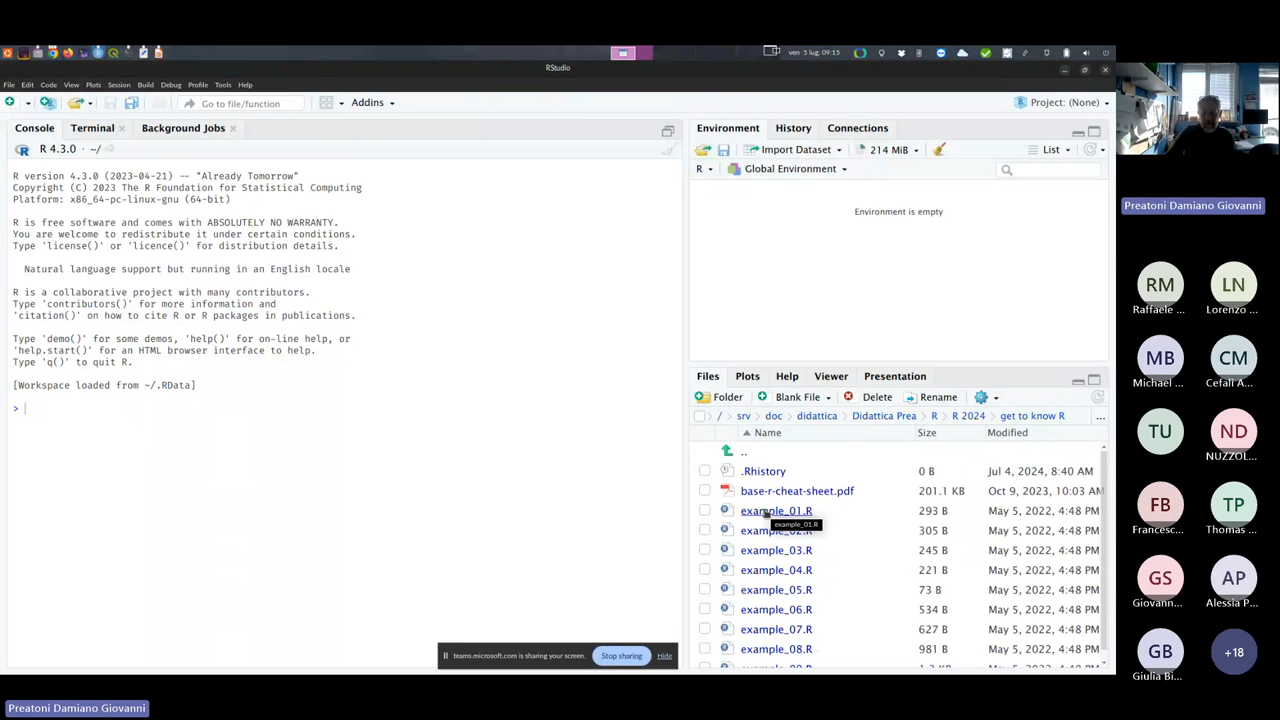 ven 5 lug, 09:15
RStudio
File Edit Code View Plots Session Build Debug Profile Tools Help
Go to file/function
Addins
Project: (None)
Console Terminal Background Jobs
R 4.3.0 · ~/
R version 4.3.0 (2023-04-21) -- "Already Tomorrow"
Copyright (C) 2023 The R Foundation for Statistical Computing
Platform: x86_64-pc-linux-gnu (64-bit)
R is free software and comes with ABSOLUTELY NO WARRANTY.
You are welcome to redistribute it under certain conditions.
Type 'license()' or 'licence()' for distribution details.
Natural language support but running in an English locale
R is a collaborative project with many contributors.
Type 'contributors()' for more information and
'citation()' on how to cite R or R packages in publications.
Type 'demo()' for some demos, 'help()' for on-line help, or
'help.start()' for an HTML browser interface to help.
Type 'q()' to quit R.
[Workspace loaded from ~/.RData]
>
Environment History Connections
Import Dataset 214 MiB List
R Global Environment
Environment is empty
Files Plots Help Viewer Presentation
Folder Blank File Delete Rename
/ srv doc didattica Didattica Prea R R 2024 get to know R ...
Name Size Modified
..
.Rhistory 0 B Jul 4, 2024, 8:40 AM
base-r-cheat-sheet.pdf 201.1 KB Oct 9, 2023, 10:03 AM
example_01.R 293 B May 5, 2022, 4:48 PM
example_01.R
example_02.R 305 B May 5, 2022, 4:48 PM
example_03.R 245 B May 5, 2022, 4:48 PM
example_04.R 221 B May 5, 2022, 4:48 PM
example_05.R 73 B May 5, 2022, 4:48 PM
example_06.R 534 B May 5, 2022, 4:48 PM
example_07.R 627 B May 5, 2022, 4:48 PM
example_08.R 981 B May 5, 2022, 4:48 PM
teams.microsoft.com is sharing your screen. Stop sharing Hide
Preatoni Damiano Giovanni
RM LN
Raffaele ... Lorenzo ...
MB CM
Michael ... Cefalì A...
TU ND
NUZZOL...
FB TP
Francesc... Thomas ...
GS AP
Giovann... Alessia P...
GB +18
Giulia Bi...
Preatoni Damiano Giovanni